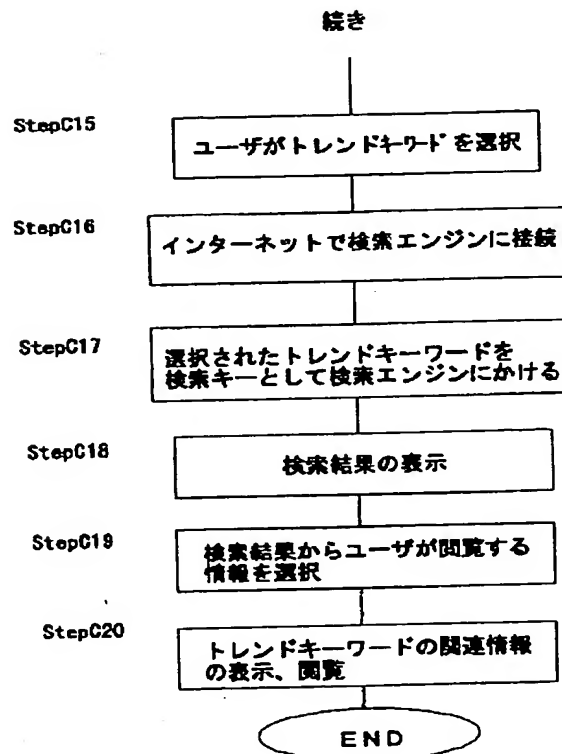 続き
StepC15
ユーザがトレンドキーワードを選択
StepC16
インターネットで検索エンジンに接続
StepC17
選択されたトレンドキーワードを
検索キーとして検索エンジンにかける
StepC18
検索結果の表示
StepC19
検索結果からユーザが閲覧する
情報を選択
StepC20
トレンドキーワードの関連情報
の表示、閲覧
END